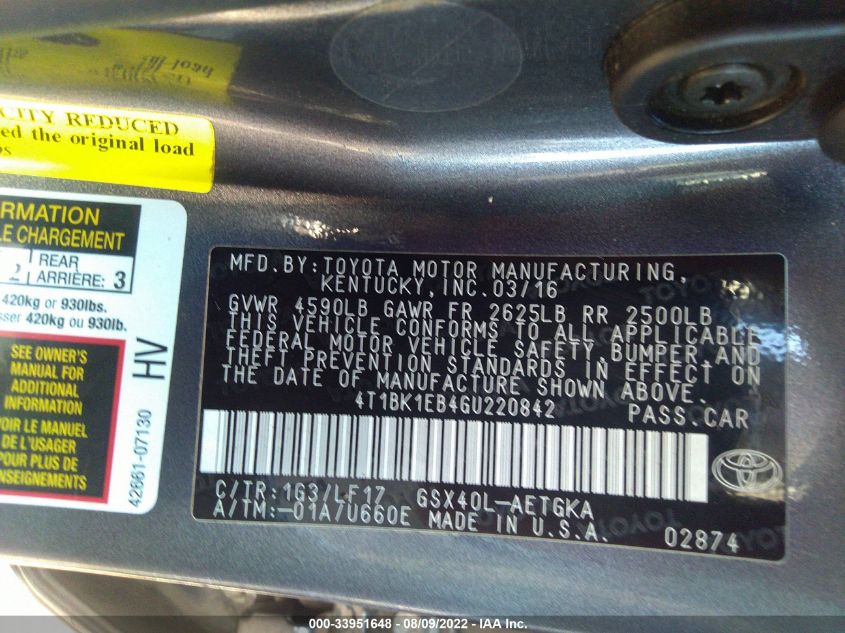 CITY REDUCED
ed the original load
os
RMATION
LE CHARGEMENT
2 REAR
ARRIÈRE: 3
420kg or 930lbs.
sser 420kg ou 930lb.
SEE OWNER'S
MANUAL FOR
ADDITIONAL
INFORMATION
VOIR LE MANUEL
DE L'USAGER
POUR PLUS DE
RENSEIGNEMENTS
HV
42661-07130
MFD.BY:TOYOTA MOTOR MANUFACTURING,
KENTUCKY, INC.03/16
GVWR 4590LB GAWR FR 2625LB RR 2500LB
THIS VEHICLE CONFORMS TO ALL APPLICABLE
FEDERAL MOTOR VEHICLE SAFETY,BUMPER,AND
THEFT PREVENTION STANDARDS IN EFFECT ON
THE DATE OF MANUFACTURE SHOWN ABOVE.
4T1BK1EB4GU220842 PASS.CAR
C/TR:1G3/LF17 GSX40L-AETGKA
A/TM:-01A/U660E MADE IN U.S.A.
02874
TOYOTA
000-33951648 - 08/09/2022 - IAA Inc.